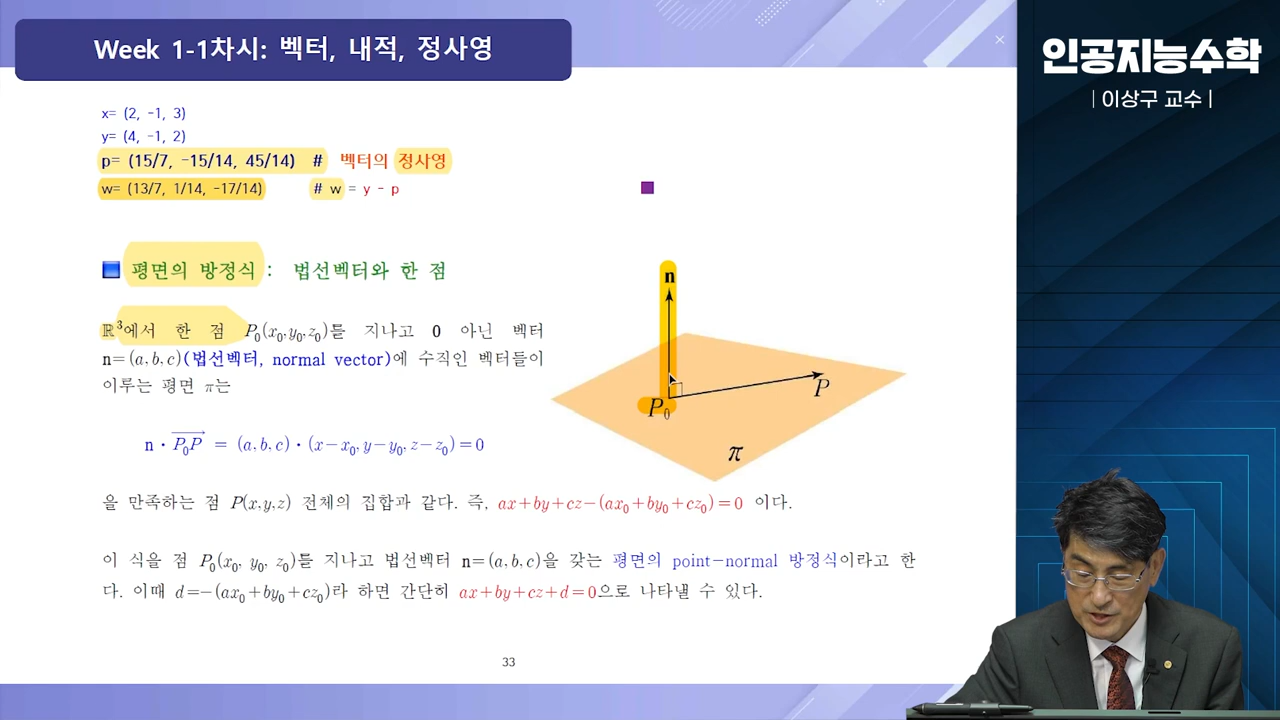 Week 1-1차시: 벡터, 내적, 정사영
인공지능수학
| 이상구 교수 |
x= (2, -1, 3)
y= (4, -1, 2)
p= (15/7, -15/14, 45/14) # 벡터의 정사영
w= (13/7, 1/14, -17/14) # w = y - p
평면의 방정식 : 법선벡터와 한 점
ℝ³에서 한 점 P₀(x₀,y₀,z₀)를 지나고 0 아닌 벡터
n=(a,b,c)(법선벡터, normal vector)에 수직인 벡터들이
이루는 평면 π는
n · \overrightarrow{P₀P} = (a,b,c)·(x-x₀,y-y₀,z-z₀)=0
n
P₀
P
π
을 만족하는 점 P(x,y,z) 전체의 집합과 같다. 즉, ax+by+cz-(ax₀+by₀+cz₀)=0 이다.
이 식을 점 P₀(x₀, y₀, z₀)를 지나고 법선벡터 n=(a,b,c)을 갖는 평면의 point-normal 방정식이라고 한
다. 이때 d=-(ax₀+by₀+cz₀)라 하면 간단히 ax+by+cz+d=0으로 나타낼 수 있다.
33